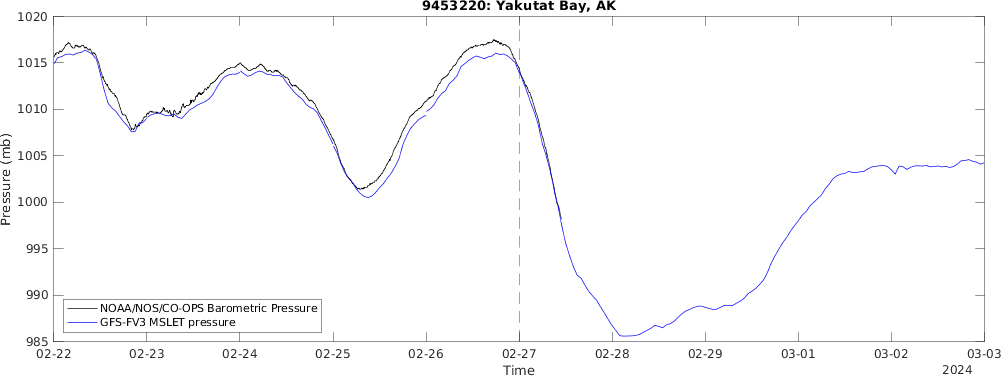 9453220: Yakutat Bay, AK
Pressure (mb)
1020
1015
1010
1005
1000
995
990
985
NOAA/NOS/CO-OPS Barometric Pressure
GFS-FV3 MSLET pressure
02-22 02-23 02-24 02-25 02-26 02-27 02-28 02-29 03-01 03-02 03-03
Time
2024